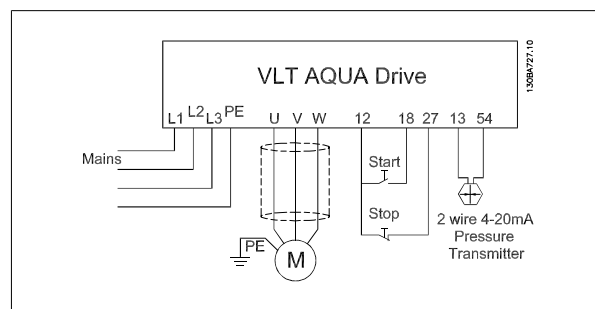 VLT AQUA Drive
130BA727.10
L1 L2 L3 PE U V W 12 18 27 13 54
Mains
Start
Stop
PE
M
2 wire 4-20mA
Pressure
Transmitter